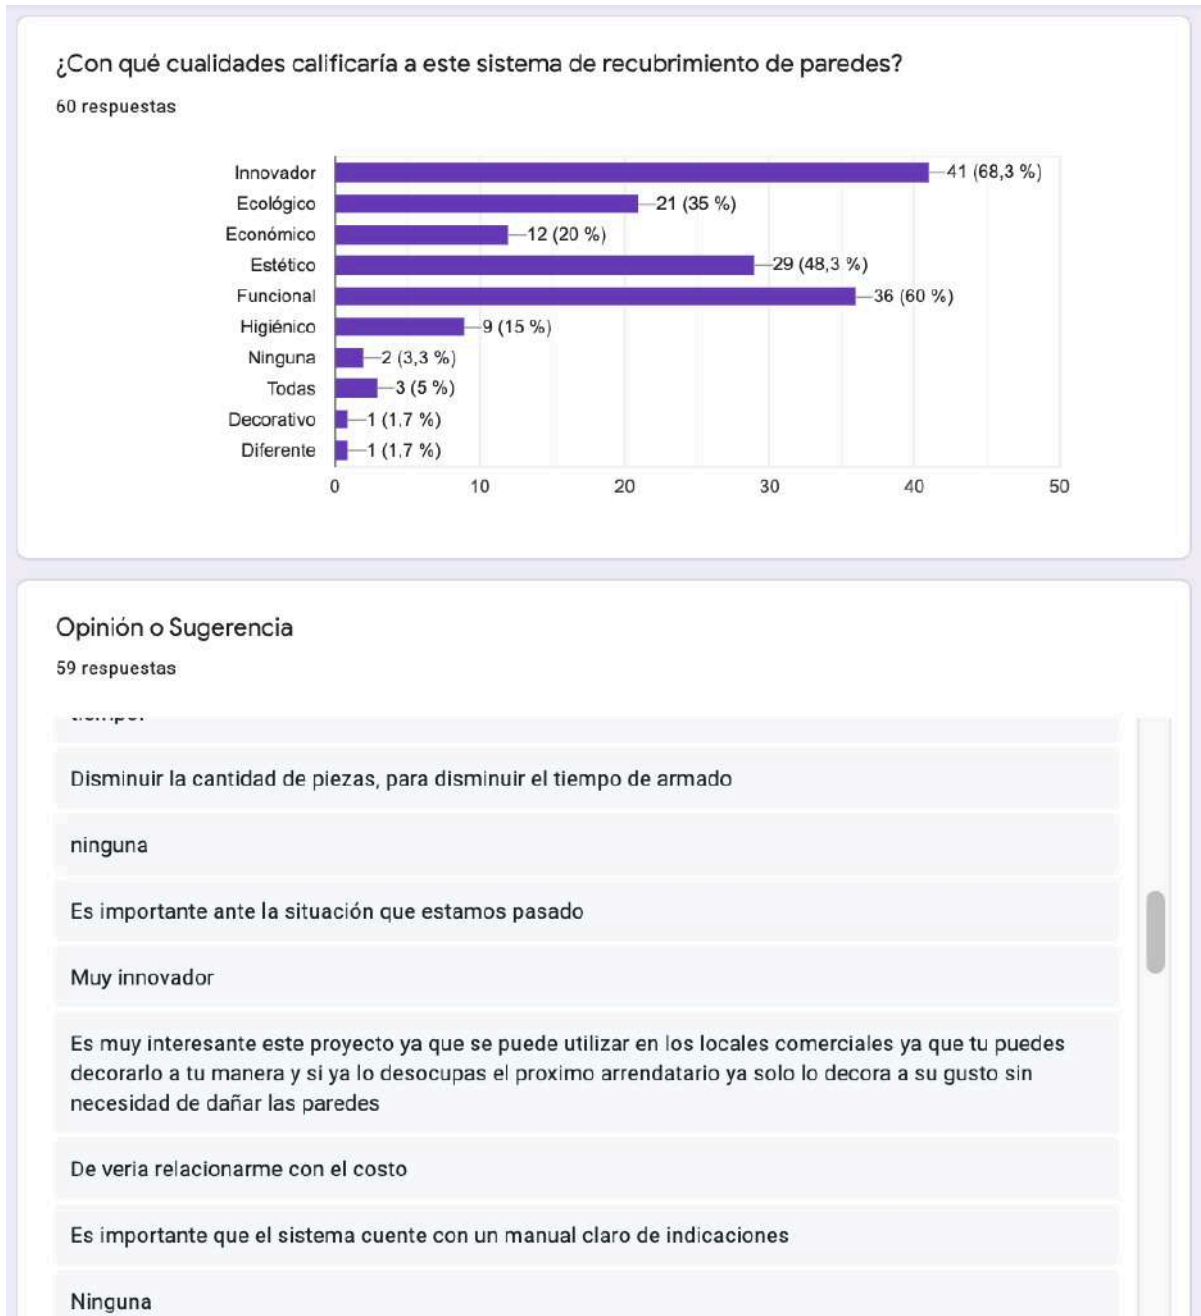 ¿Con qué cualidades calificaría a este sistema de recubrimiento de paredes?
60 respuestas
Innovador 41 (68,3 %)
Ecológico 21 (35 %)
Económico 12 (20 %)
Estético 29 (48,3 %)
Funcional 36 (60 %)
Higiénico 9 (15 %)
Ninguna 2 (3,3 %)
Todas 3 (5 %)
Decorativo 1 (1,7 %)
Diferente 1 (1,7 %)
0 10 20 30 40 50
Opinión o Sugerencia
59 respuestas
Disminuir la cantidad de piezas, para disminuir el tiempo de armado
ninguna
Es importante ante la situación que estamos pasado
Muy innovador
Es muy interesante este proyecto ya que se puede utilizar en los locales comerciales ya que tu puedes
decorarlo a tu manera y si ya lo desocupas el proximo arrendatario ya solo lo decora a su gusto sin
necesidad de dañar las paredes
De veria relacionarme con el costo
Es importante que el sistema cuente con un manual claro de indicaciones
Ninguna